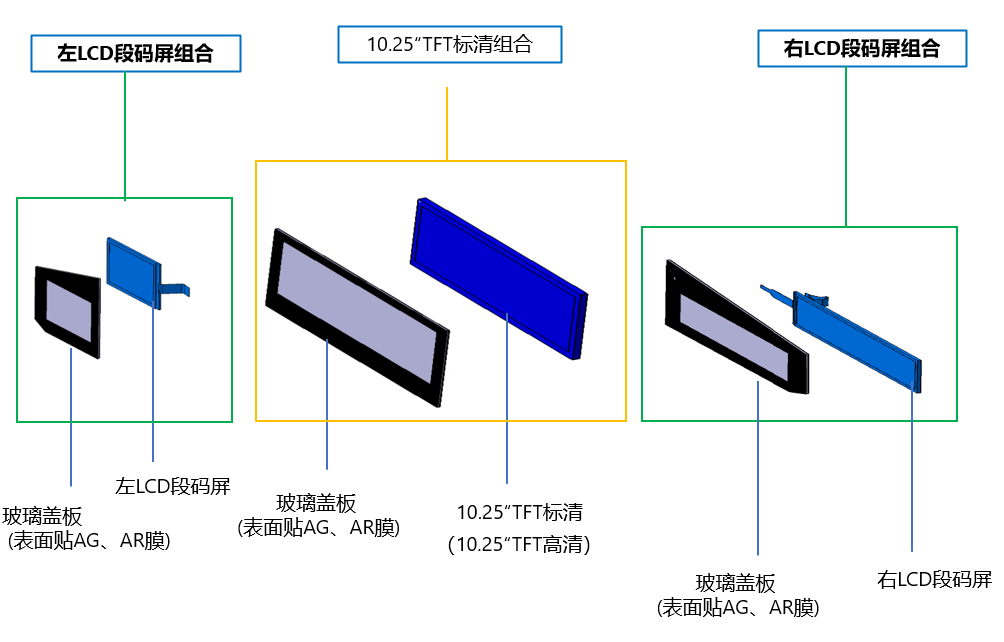 左LCD段码屏组合
10.25“TFT标清组合
右LCD段码屏组合
左LCD段码屏
玻璃盖板
(表面贴AG、AR膜)
玻璃盖板
(表面贴AG、AR膜)
10.25“TFT标清
（10.25“TFT高清）
玻璃盖板
(表面贴AG、AR膜)
右LCD段码屏